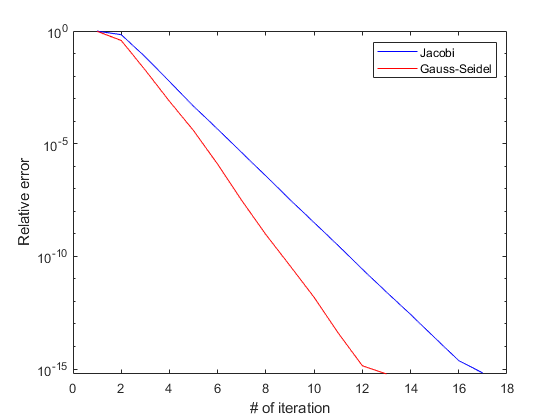 10^0
10^-5
10^-10
10^-15
Relative error
0 2 4 6 8 10 12 14 16 18
# of iteration
Jacobi
Gauss-Seidel